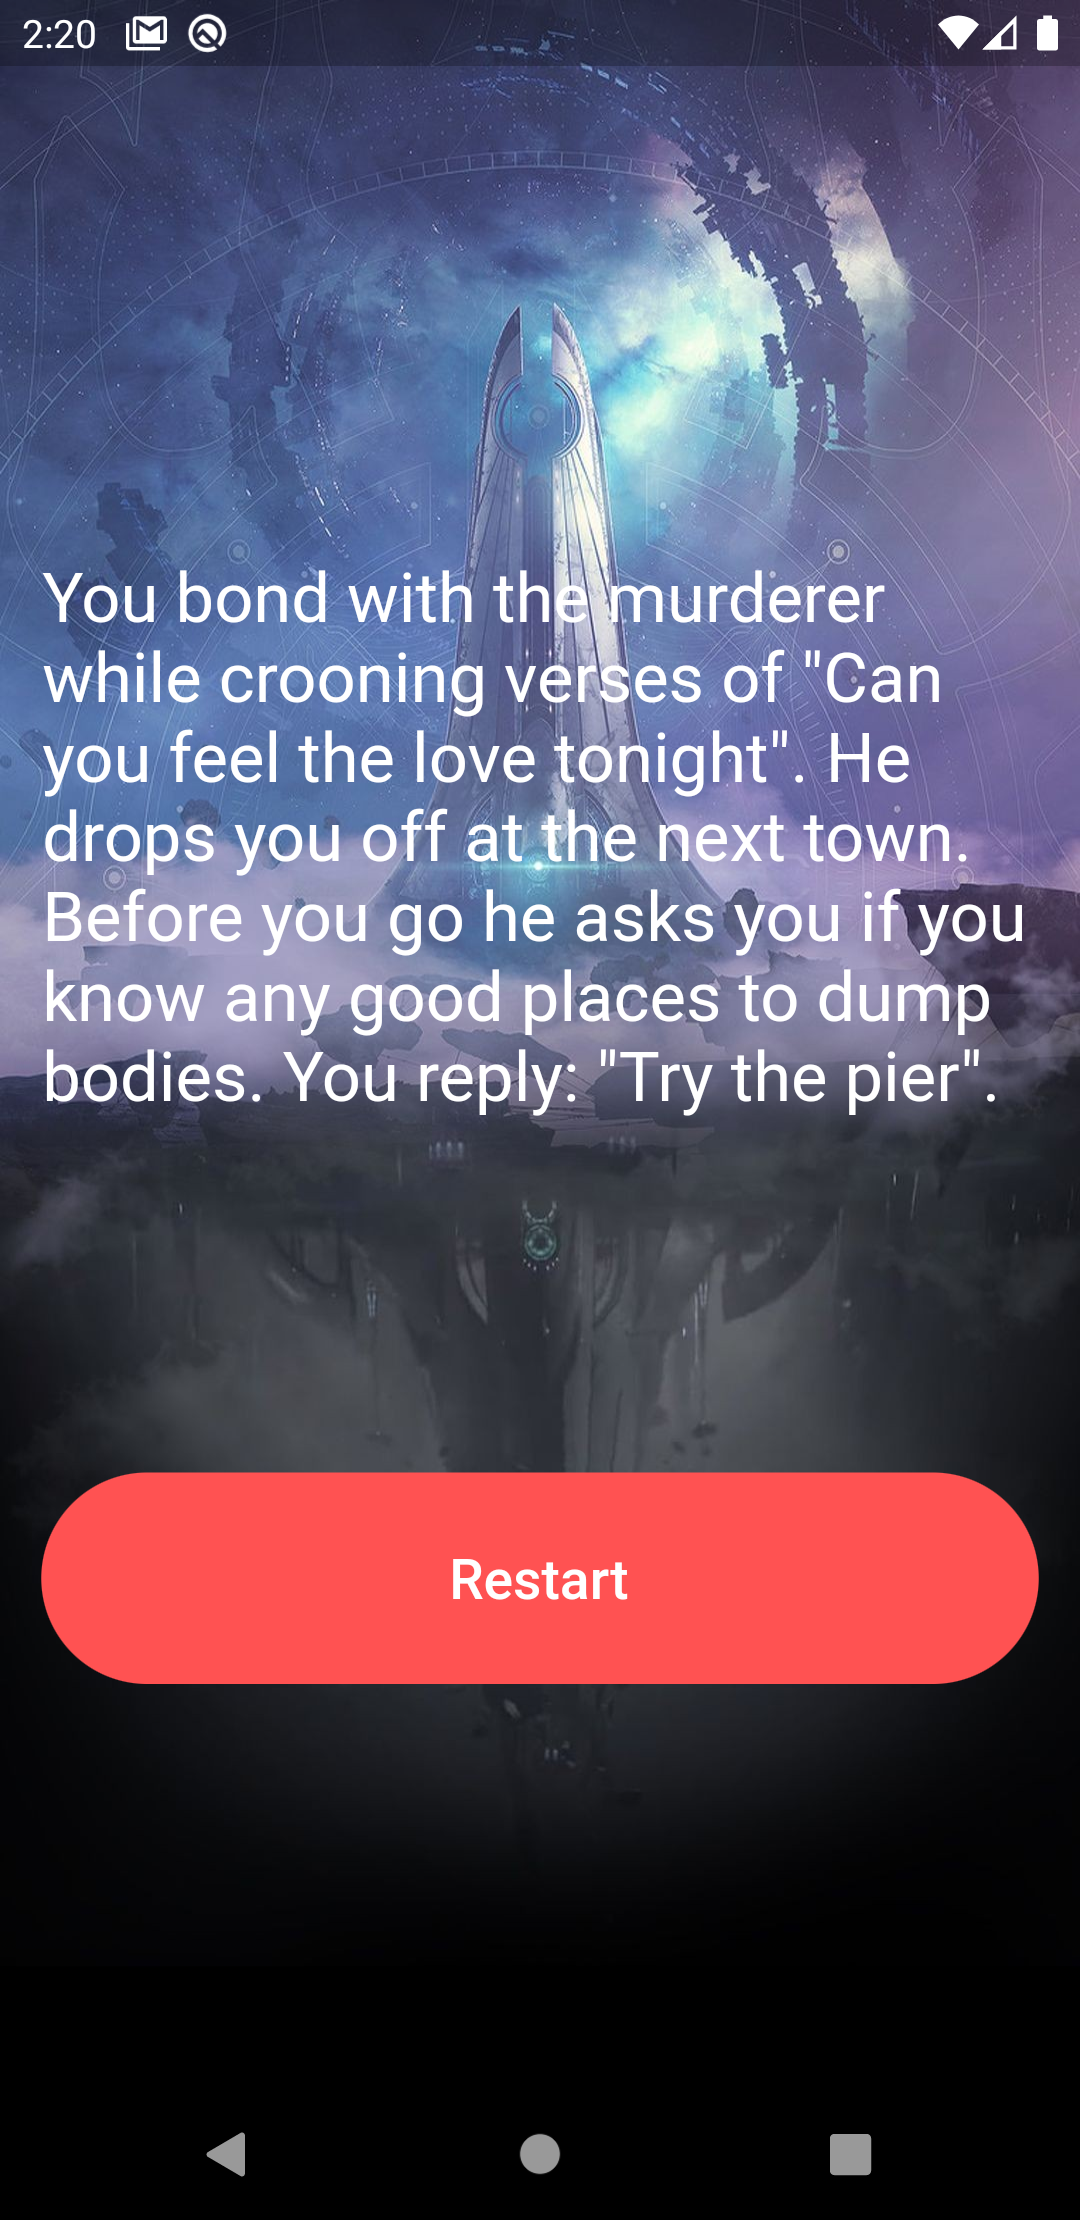 2:20
You bond with the murderer
while crooning verses of "Can
you feel the love tonight". He
drops you off at the next town.
Before you go he asks you if you
know any good places to dump
bodies. You reply: "Try the pier".
Restart